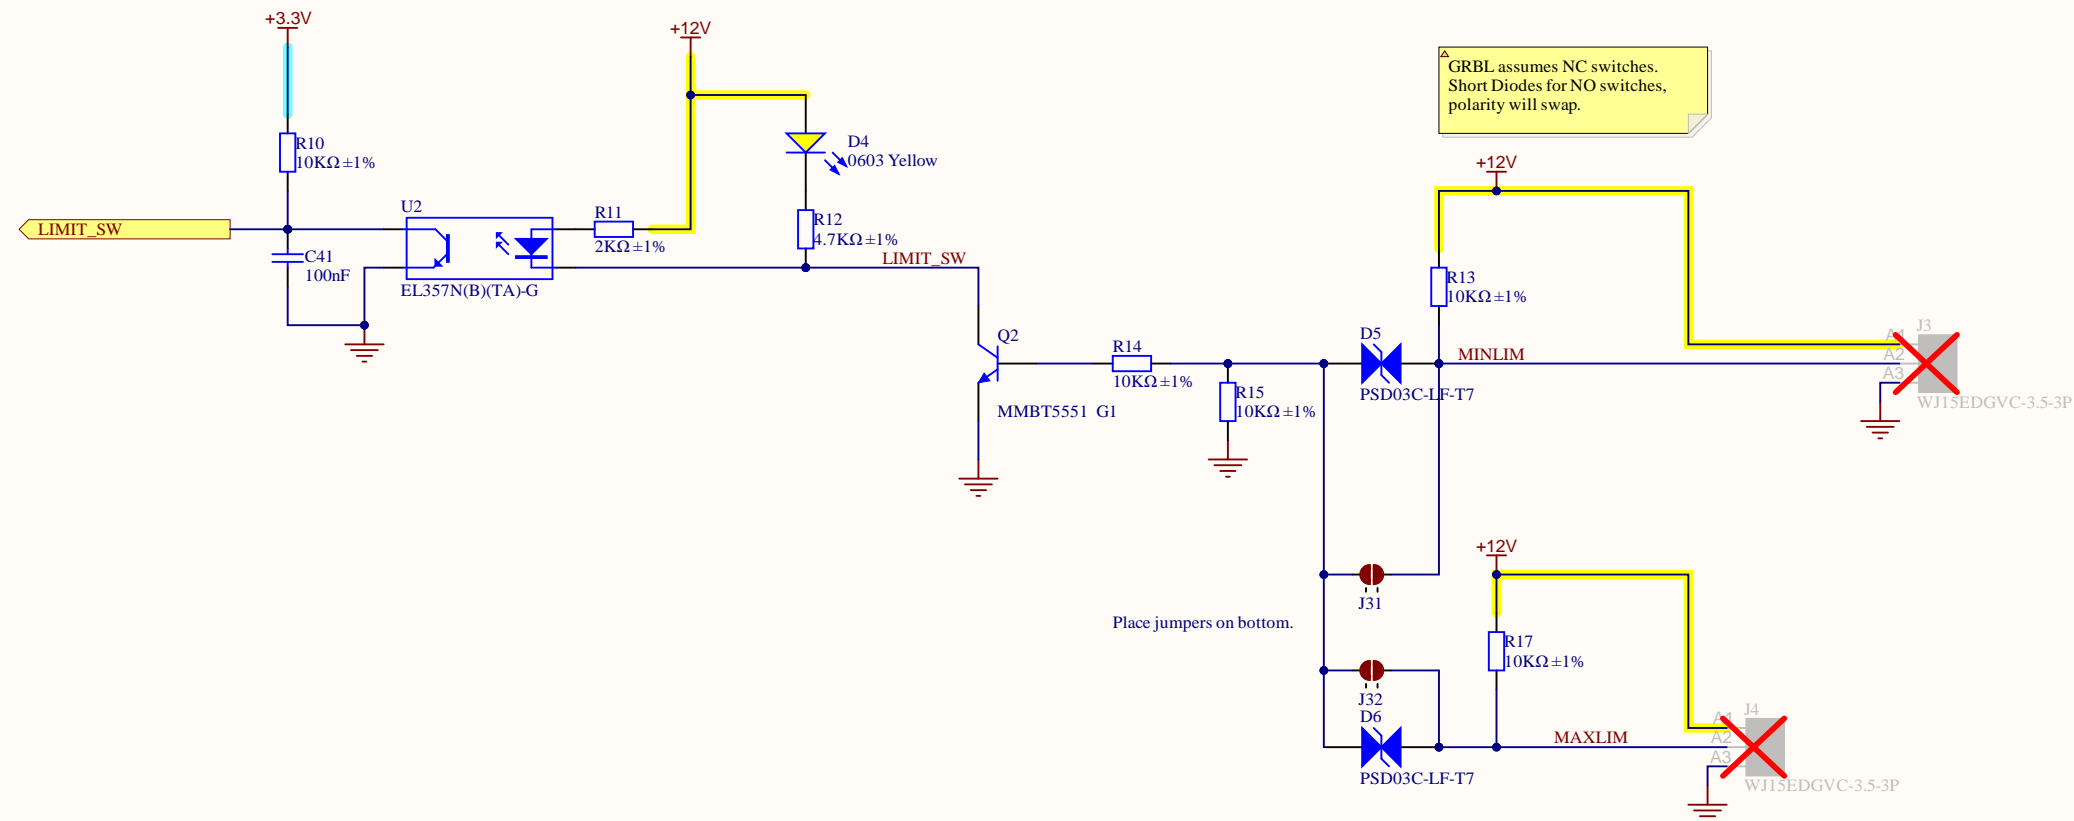 +3.3V
+12V
GRBL assumes NC switches.
Short Diodes for NO switches,
polarity will swap.
R10
10KΩ ±1%
D4
0603 Yellow
+12V
LIMIT_SW
U2
R11
2KΩ ±1%
R12
4.7KΩ ±1%
C41
100nF
EL357N(B)(TA)-G
LIMIT_SW
R13
10KΩ ±1%
Q2
MMBT5551 G1
R14
10KΩ ±1%
R15
10KΩ ±1%
D5
PSD03C-LF-T7
MINLIM
J3
A1
A2
A3
WJ15EDGVC-3.5-3P
+12V
J31
Place jumpers on bottom.
R17
10KΩ ±1%
J32
D6
PSD03C-LF-T7
MAXLIM
J4
A1
A2
A3
WJ15EDGVC-3.5-3P